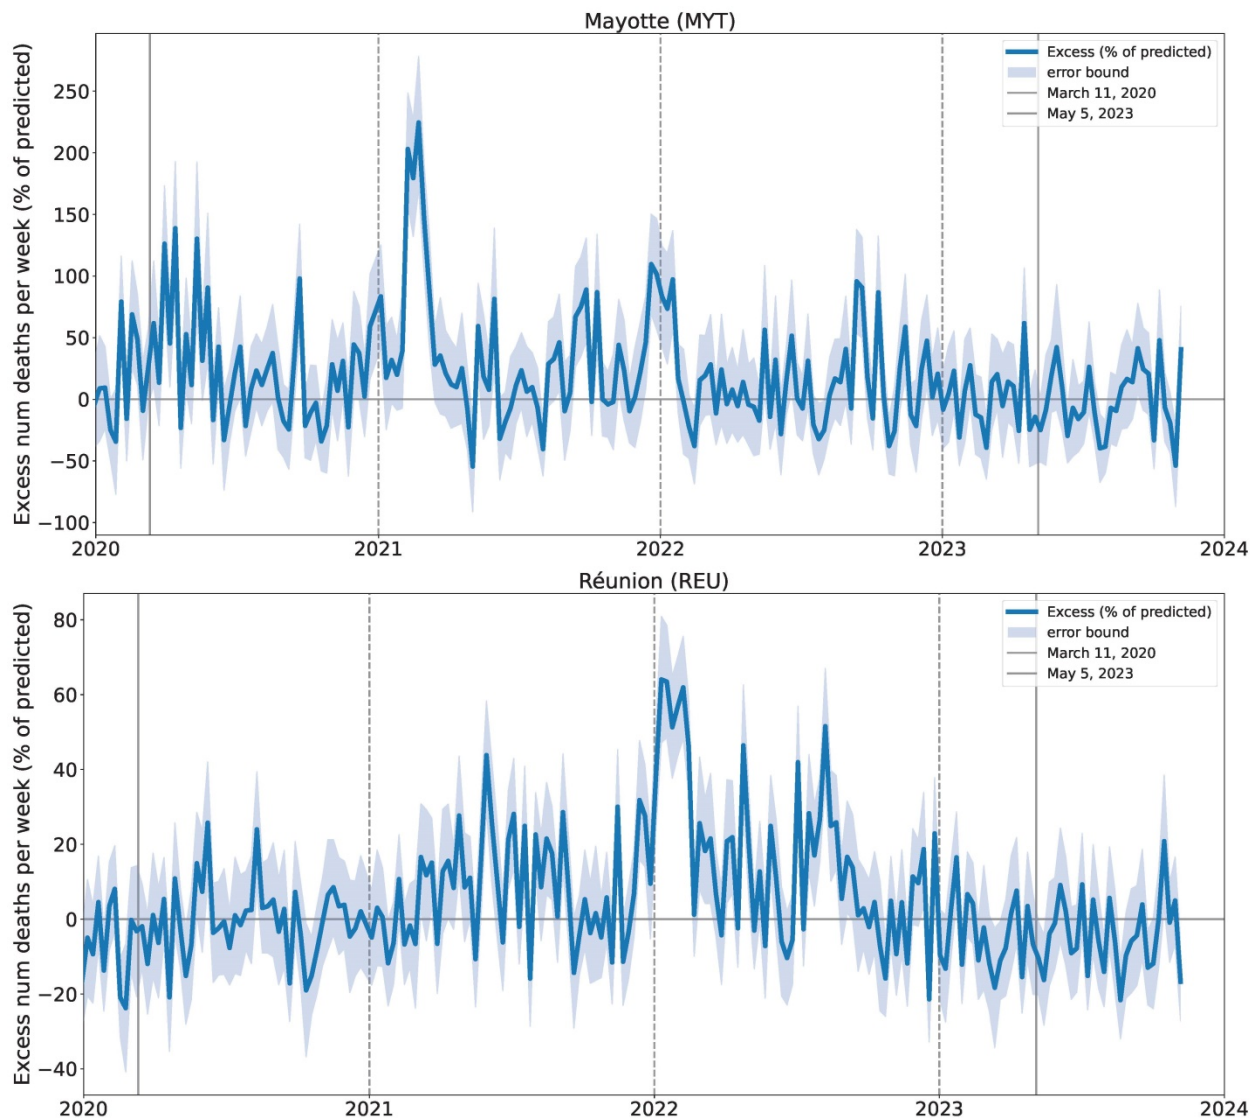 Mayotte (MYT)
Excess num deaths per week (% of predicted)
250
200
150
100
50
0
−50
−100
Excess (% of predicted)
error bound
March 11, 2020
May 5, 2023
2020
2021
2022
2023
2024
Réunion (REU)
Excess num deaths per week (% of predicted)
80
60
40
20
0
−20
−40
Excess (% of predicted)
error bound
March 11, 2020
May 5, 2023
2020
2021
2022
2023
2024